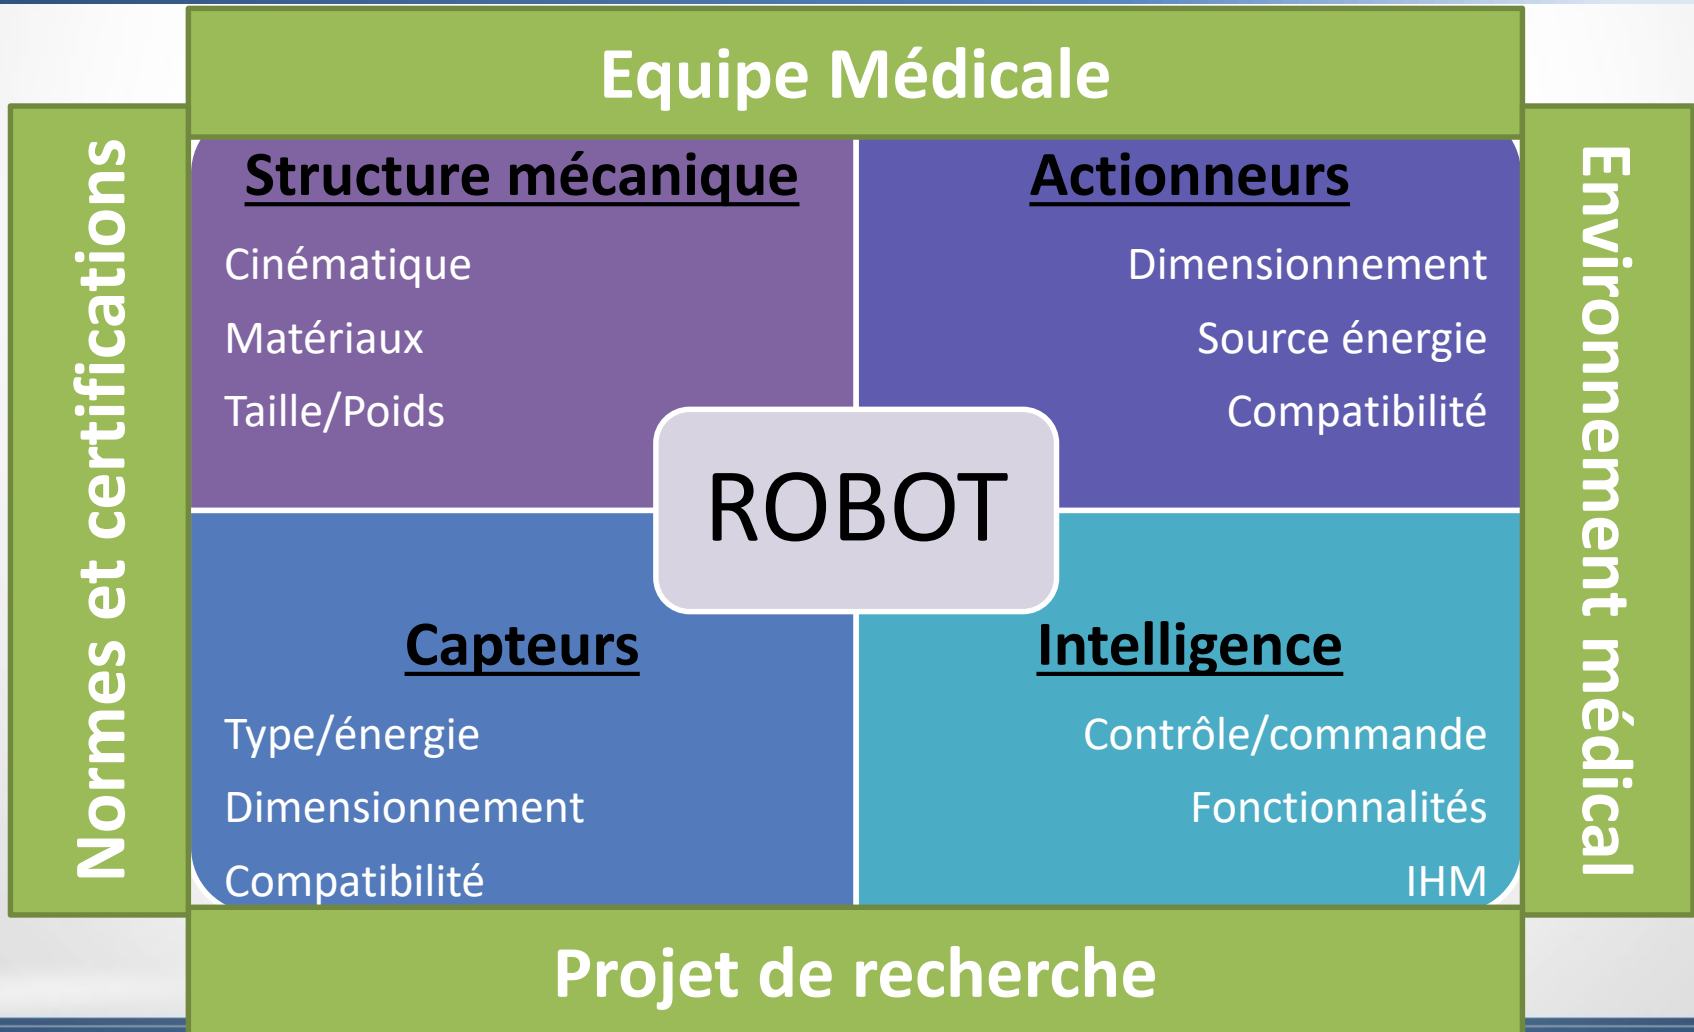 Equipe Médicale
Normes et certifications
Structure mécanique
Cinématique
Matériaux
Taille/Poids
Actionneurs
Dimensionnement
Source énergie
Compatibilité
ROBOT
Capteurs
Type/énergie
Dimensionnement
Compatibilité
Intelligence
Contrôle/commande
Fonctionnalités
IHM
Environnement médical
Projet de recherche